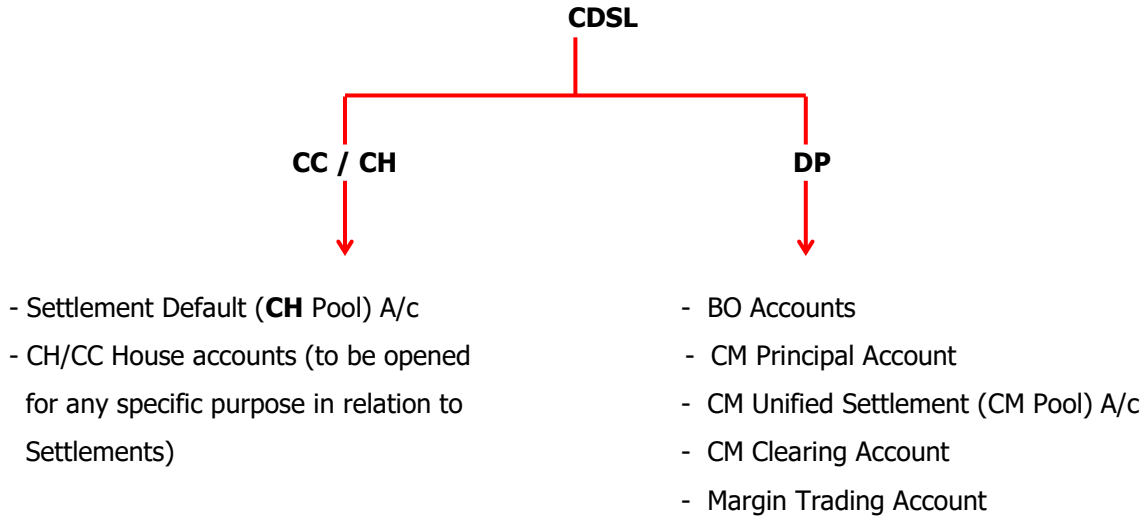 CDSL
CC / CH
DP
- Settlement Default (CH Pool) A/c
- CH/CC House accounts (to be opened
for any specific purpose in relation to
Settlements)
- BO Accounts
- CM Principal Account
- CM Unified Settlement (CM Pool) A/c
- CM Clearing Account
- Margin Trading Account